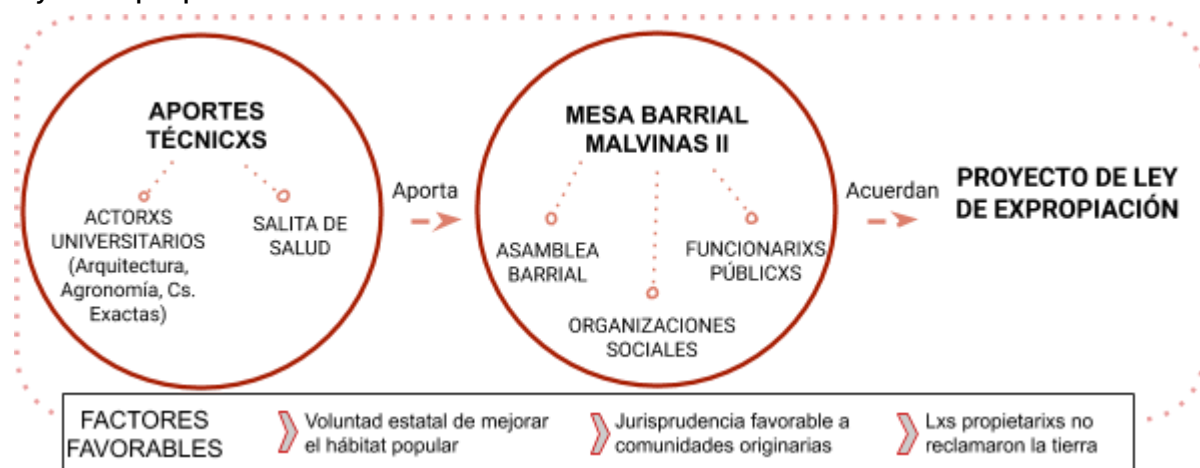 APORTES
TÉCNICXS
ACTORXS
UNIVERSITARIOS
(Arquitectura,
Agronomía, Cs.
Exactas)
SALITA DE
SALUD
Aporta
MESA BARRIAL
MALVINAS II
ASAMBLEA
BARRIAL
ORGANIZACIONES
SOCIALES
FUNCIONARIXS
PÚBLICXS
Acuerdan
PROYECTO DE LEY
DE EXPROPIACIÓN
FACTORES
FAVORABLES
Voluntad estatal de mejorar
el hábitat popular
Jurisprudencia favorable a
comunidades originarias
Lxs propietarixs no
reclamaron la tierra